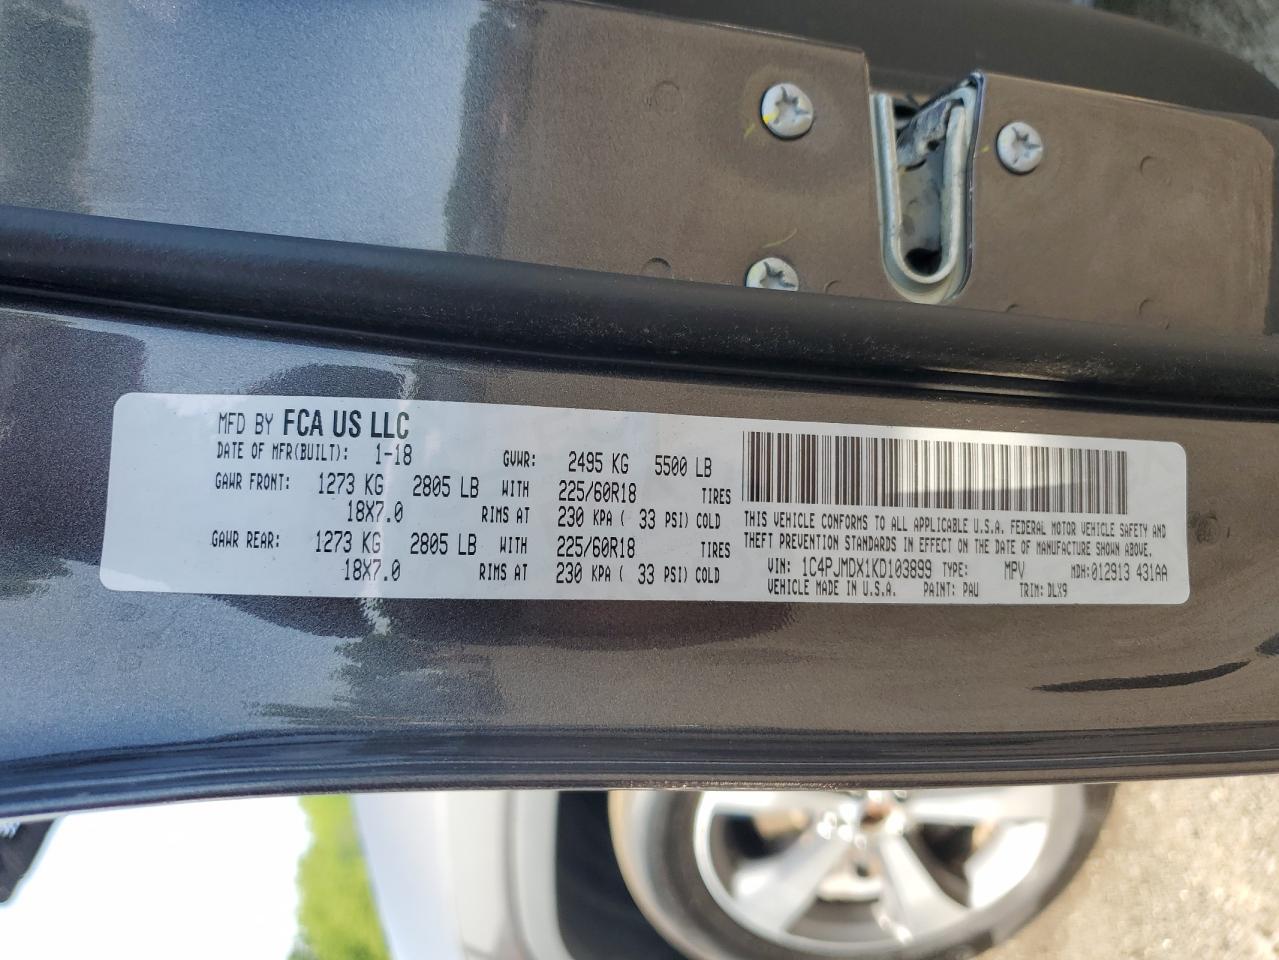 MFD BY FCA US LLC
DATE OF MFR(BUILT): 1-18 GVWR: 2495 KG 5500 LB
GAWR FRONT: 1273 KG 2805 LB WITH 225/60R18 TIRES
18X7.0 RIMS AT 230 KPA ( 33 PSI) COLD
GAWR REAR: 1273 KG 2805 LB WITH 225/60R18 TIRES
18X7.0 RIMS AT 230 KPA ( 33 PSI) COLD
THIS VEHICLE CONFORMS TO ALL APPLICABLE U.S.A. FEDERAL MOTOR VEHICLE SAFETY AND
THEFT PREVENTION STANDARDS IN EFFECT ON THE DATE OF MANUFACTURE SHOWN ABOVE.
VIN: 1C4PJMDX1KD103899 TYPE: MPV MDH:012913 431AA
VEHICLE MADE IN U.S.A. PAINT: PAU TRIM: DLX9